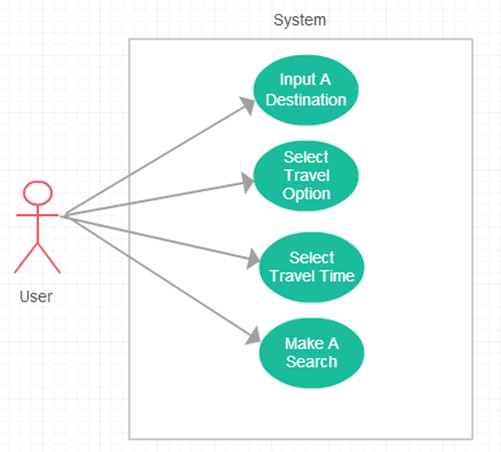 System
Input A
Destination
Select
Travel
Option
Select
Travel Time
Make A
Search
User